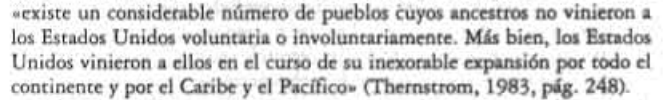 «existe un considerable número de pueblos cuyos ancestros no vinieron a
los Estados Unidos voluntaria o involuntariamente. Más bien, los Estados
Unidos vinieron a ellos en el curso de su inexorable expansión por todo el
continente y por el Caribe y el Pacífico» (Thernstrom, 1983, pág. 248).